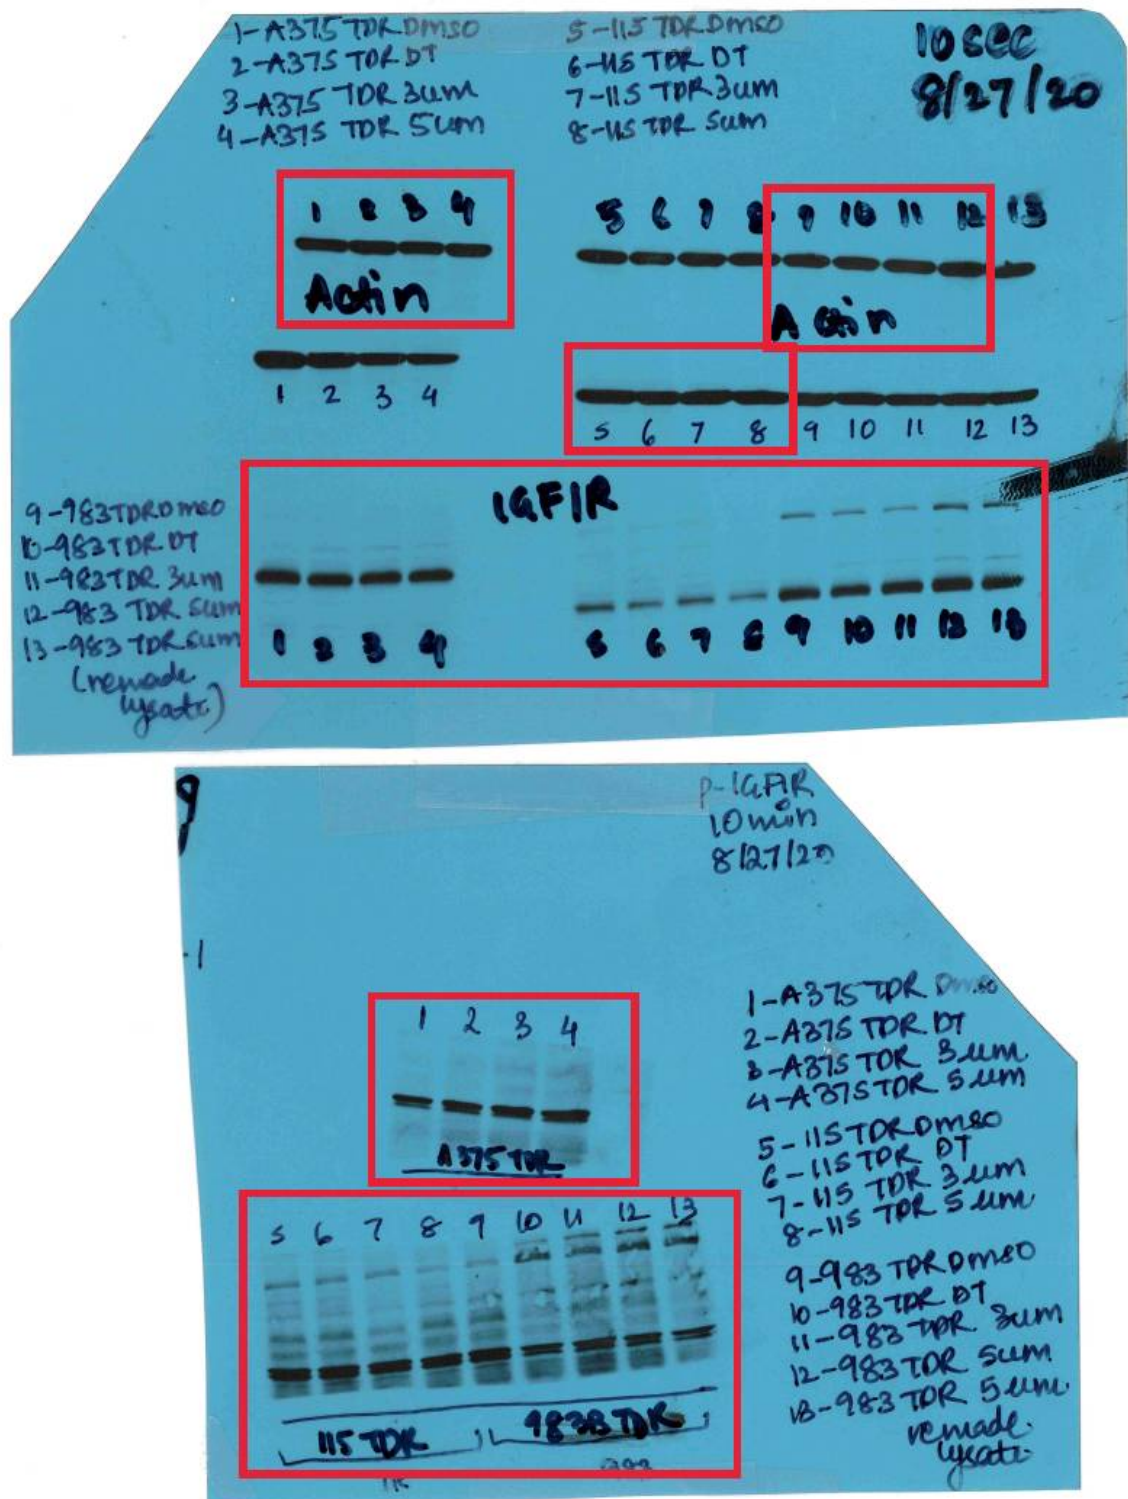 1-A375 TDR DMSO
2-A375 TDR DT
3-A375 TDR 3um
4-A375 TDR 5um
5-115 TDR DMSO
6-115 TDR DT
7-115 TDR 3um
8-115 TDR 5um
10 sec
8/27/20
1 2 3 4
Actin
5 6 7 8 9 10 11 12 13
Actin
1 2 3 4
5 6 7 8 9 10 11 12 13
IGFIR
9-983 TDR Dmso
10-983 TDR DT
11-983 TDR 3um
12-983 TDR 5um
13-983 TDR 5um
(remade
lysate)
1 2 3 4
5 6 7 8 9 10 11 12 13
p-IGFIR
10 min
8/27/20
1
1 2 3 4
A375 TDR
5 6 7 8 9 10 11 12 13
115 TDR
983B TDR
115
983
1-A375 TDR Dmso
2-A375 TDR DT
3-A375 TDR 3um
4-A375 TDR 5um
5-115 TDR Dmso
6-115 TDR DT
7-115 TDR 3um
8-115 TDR 5um
9-983 TDR Dmso
10-983 TDR DT
11-983 TDR 3um
12-983 TDR 5um
13-983 TDR 5um
remade
lysate